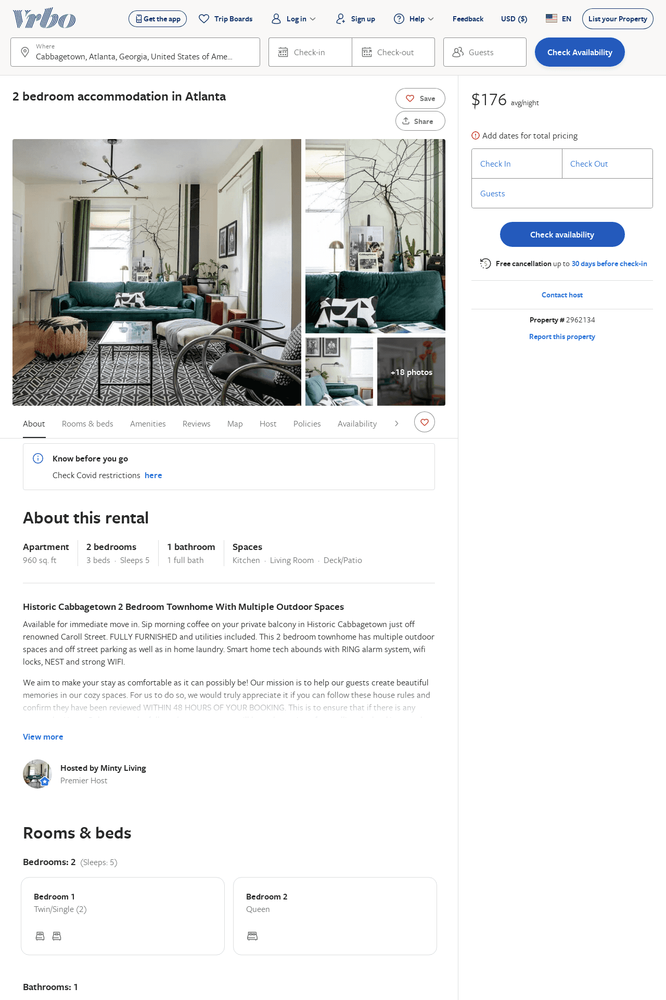 Vrbo
Get the app
Trip Boards
Log in
Sign up
Help
Feedback
USD ($)
EN
List your Property
Where
Cabbagetown, Atlanta, Georgia, United States of Ame...
Check-in
Check-out
Guests
Check Availability
2 bedroom accommodation in Atlanta
Save
Share
Cabbagetown
+18 photos
$176 avg/night
Add dates for total pricing
Check In
Check Out
Guests
Check availability
Free cancellation up to 30 days before check-in
Contact host
Property # 2962134
Report this property
About
Rooms & beds
Amenities
Reviews
Map
Host
Policies
Availability
Know before you go
Check Covid restrictions here
About this rental
Apartment
960 sq. ft
2 bedrooms
3 beds · Sleeps 5
1 bathroom
1 full bath
Spaces
Kitchen · Living Room · Deck/Patio
Historic Cabbagetown 2 Bedroom Townhome With Multiple Outdoor Spaces
Available for immediate move in. Sip morning coffee on your private balcony in Historic Cabbagetown just off
renowned Caroll Street. FULLY FURNISHED and utilities included. This 2 bedroom townhome has multiple outdoor
spaces and off street parking as well as in home laundry. Smart home tech abounds with RING alarm system, wifi
locks, NEST and strong WIFI.
We aim to make your stay as comfortable as it can possibly be! Our mission is to help our guests create beautiful
memories in our cozy spaces. For us to do so, we would truly appreciate it if you can follow these house rules and
confirm they have been reviewed WITHIN 48 HOURS OF YOUR BOOKING. This is to ensure that if there is any
View more
Hosted by Minty Living
Premier Host
Rooms & beds
Bedrooms: 2 (Sleeps: 5)
Bedroom 1
Twin/Single (2)
Bedroom 2
Queen
Bathrooms: 1